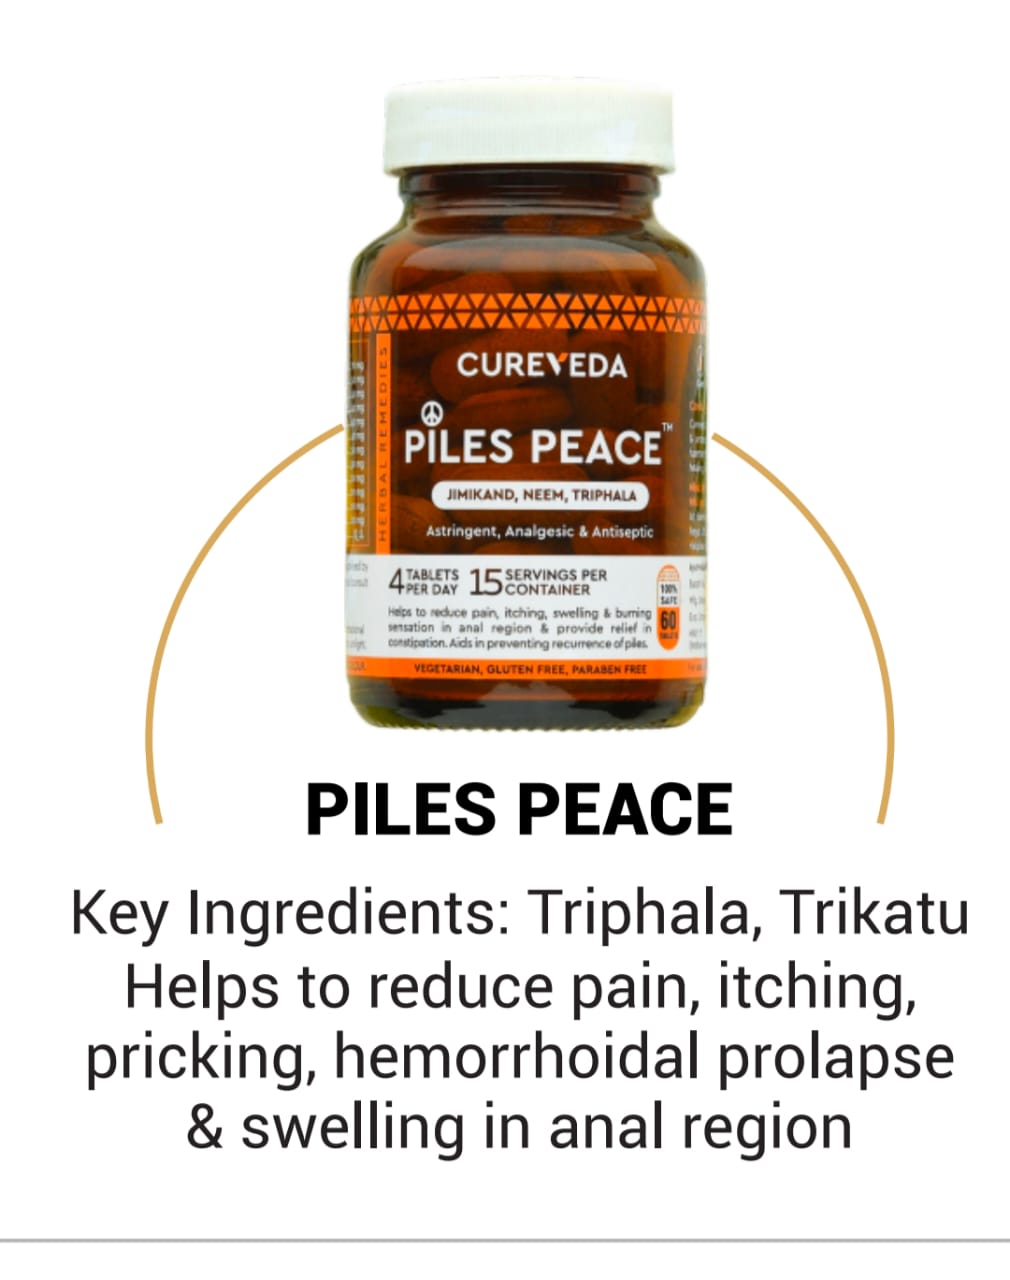 CUREVEDA
PILES PEACE™
JIMIKAND, NEEM, TRIPHALA
Astringent, Analgesic & Antiseptic
HERBAL REMEDIES
4 TABLETS PER DAY 15 SERVINGS PER CONTAINER
Helps to reduce pain, itching, swelling & burning
sensation in anal region & provide relief in
constipation. Aids in preventing recurrence of piles.
100%
SAFE
60
TABLETS
VEGETARIAN, GLUTEN FREE, PARABEN FREE
PILES PEACE
Key Ingredients: Triphala, Trikatu
Helps to reduce pain, itching,
pricking, hemorrhoidal prolapse
& swelling in anal region